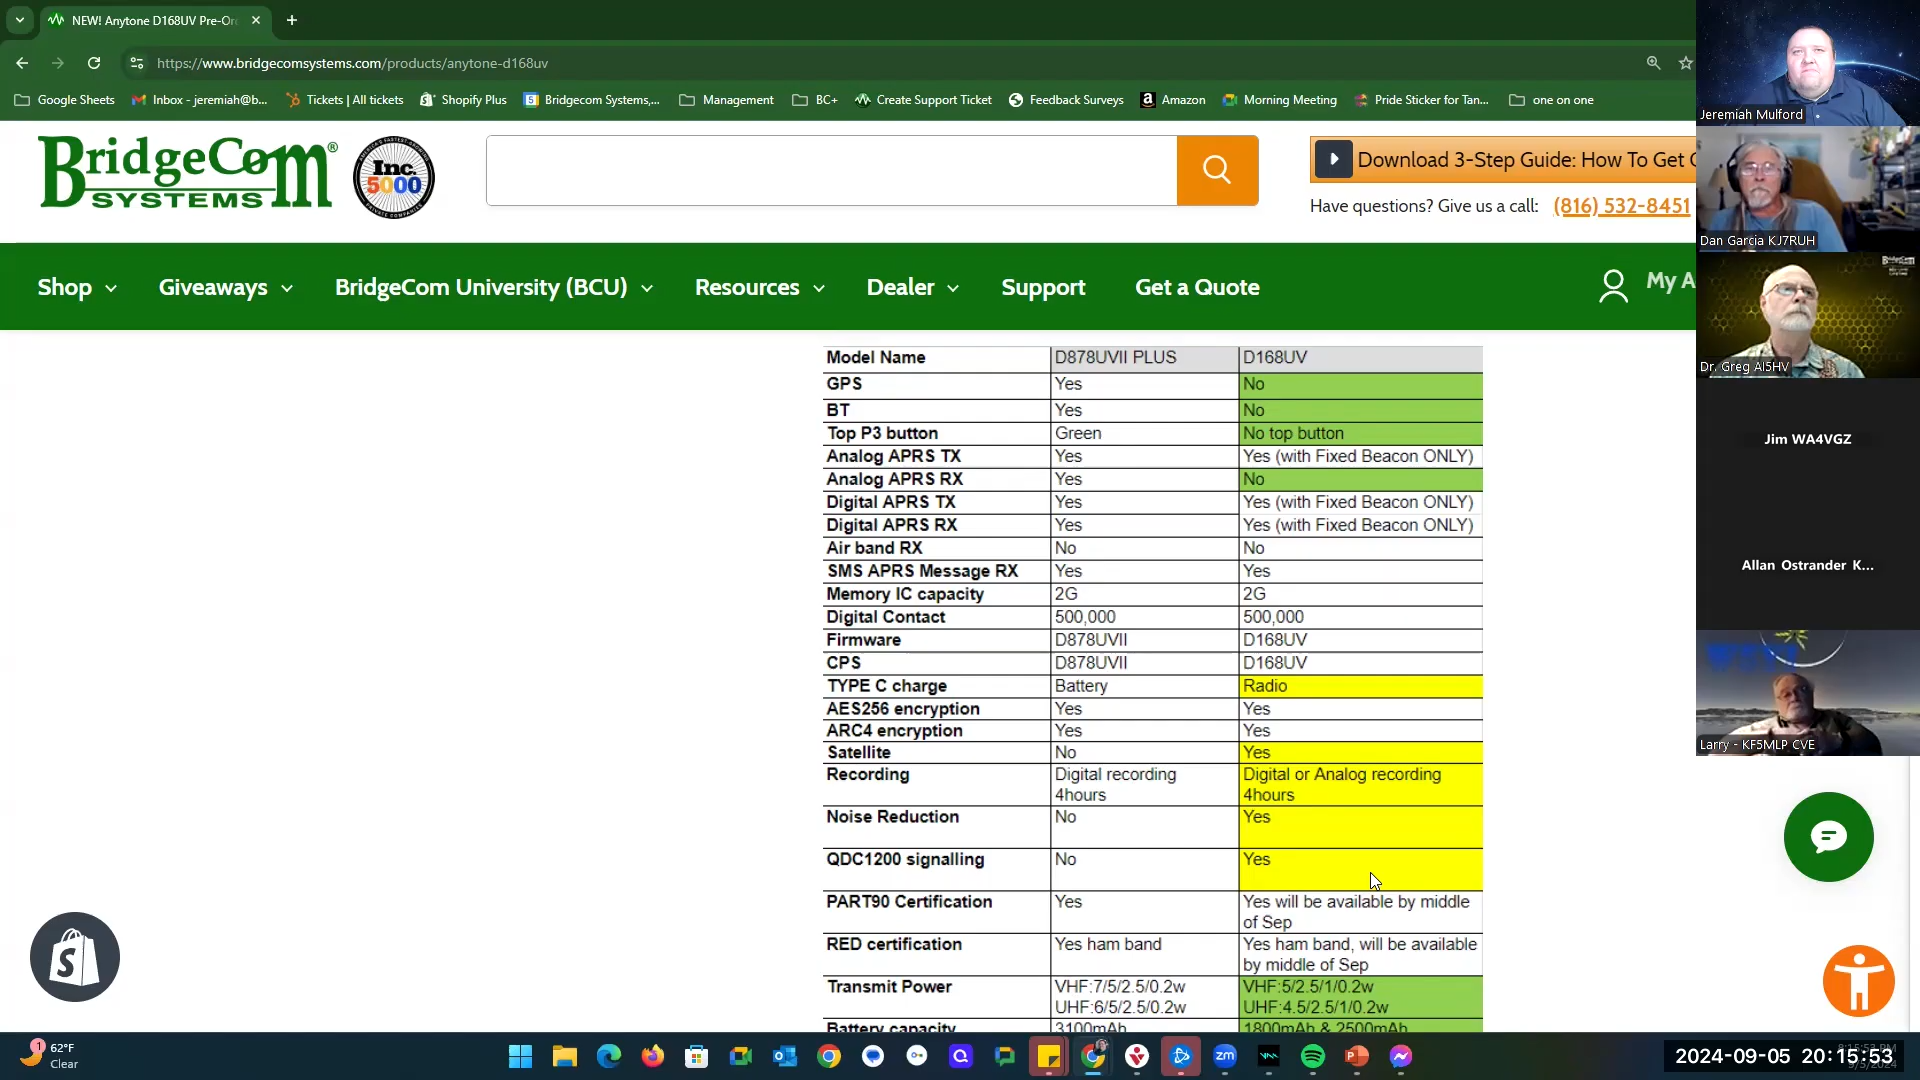 NEW! Anytone D168UV Pre-Or
https://www.bridgecomsystems.com/products/anytone-d168uv
Google Sheets
Inbox - jeremiah@b...
Tickets | All tickets
Shopify Plus
Bridgecom Systems,...
Management
BC+
Create Support Ticket
Feedback Surveys
Amazon
Morning Meeting
Pride Sticker for Tan...
one on one
BridgeCom®
SYSTEMS
Inc.
5000
Download 3-Step Guide: How To Get
Have questions? Give us a call: (816) 532-8451
Shop
Giveaways
BridgeCom University (BCU)
Resources
Dealer
Support
Get a Quote
My A
Model Name D878UVII PLUS D168UV
GPS Yes No
BT Yes No
Top P3 button Green No top button
Analog APRS TX Yes Yes (with Fixed Beacon ONLY)
Analog APRS RX Yes No
Digital APRS TX Yes Yes (with Fixed Beacon ONLY)
Digital APRS RX Yes Yes (with Fixed Beacon ONLY)
Air band RX No No
SMS APRS Message RX Yes Yes
Memory IC capacity 2G 2G
Digital Contact 500,000 500,000
Firmware D878UVII D168UV
CPS D878UVII D168UV
TYPE C charge Battery Radio
AES256 encryption Yes Yes
ARC4 encryption Yes Yes
Satellite No Yes
Recording Digital recording 4hours Digital or Analog recording 4hours
Noise Reduction No Yes
QDC1200 signalling No Yes
PART90 Certification Yes Yes will be available by middle of Sep
RED certification Yes ham band Yes ham band, will be available by middle of Sep
Transmit Power VHF:7/5/2.5/0.2w UHF:6/5/2.5/0.2w VHF:5/2.5/1/0.2w UHF:4.5/2.5/1/0.2w
Battery capacity 3100mAh 1800mAh & 2500mAh
Jeremiah Mulford
Dan Garcia KJ7RUH
Dr. Greg AI5HV
Jim WA4VGZ
Allan Ostrander K...
Larry - KF5MLP CVE
1
62°F
Clear
2024-09-05 20:15:53